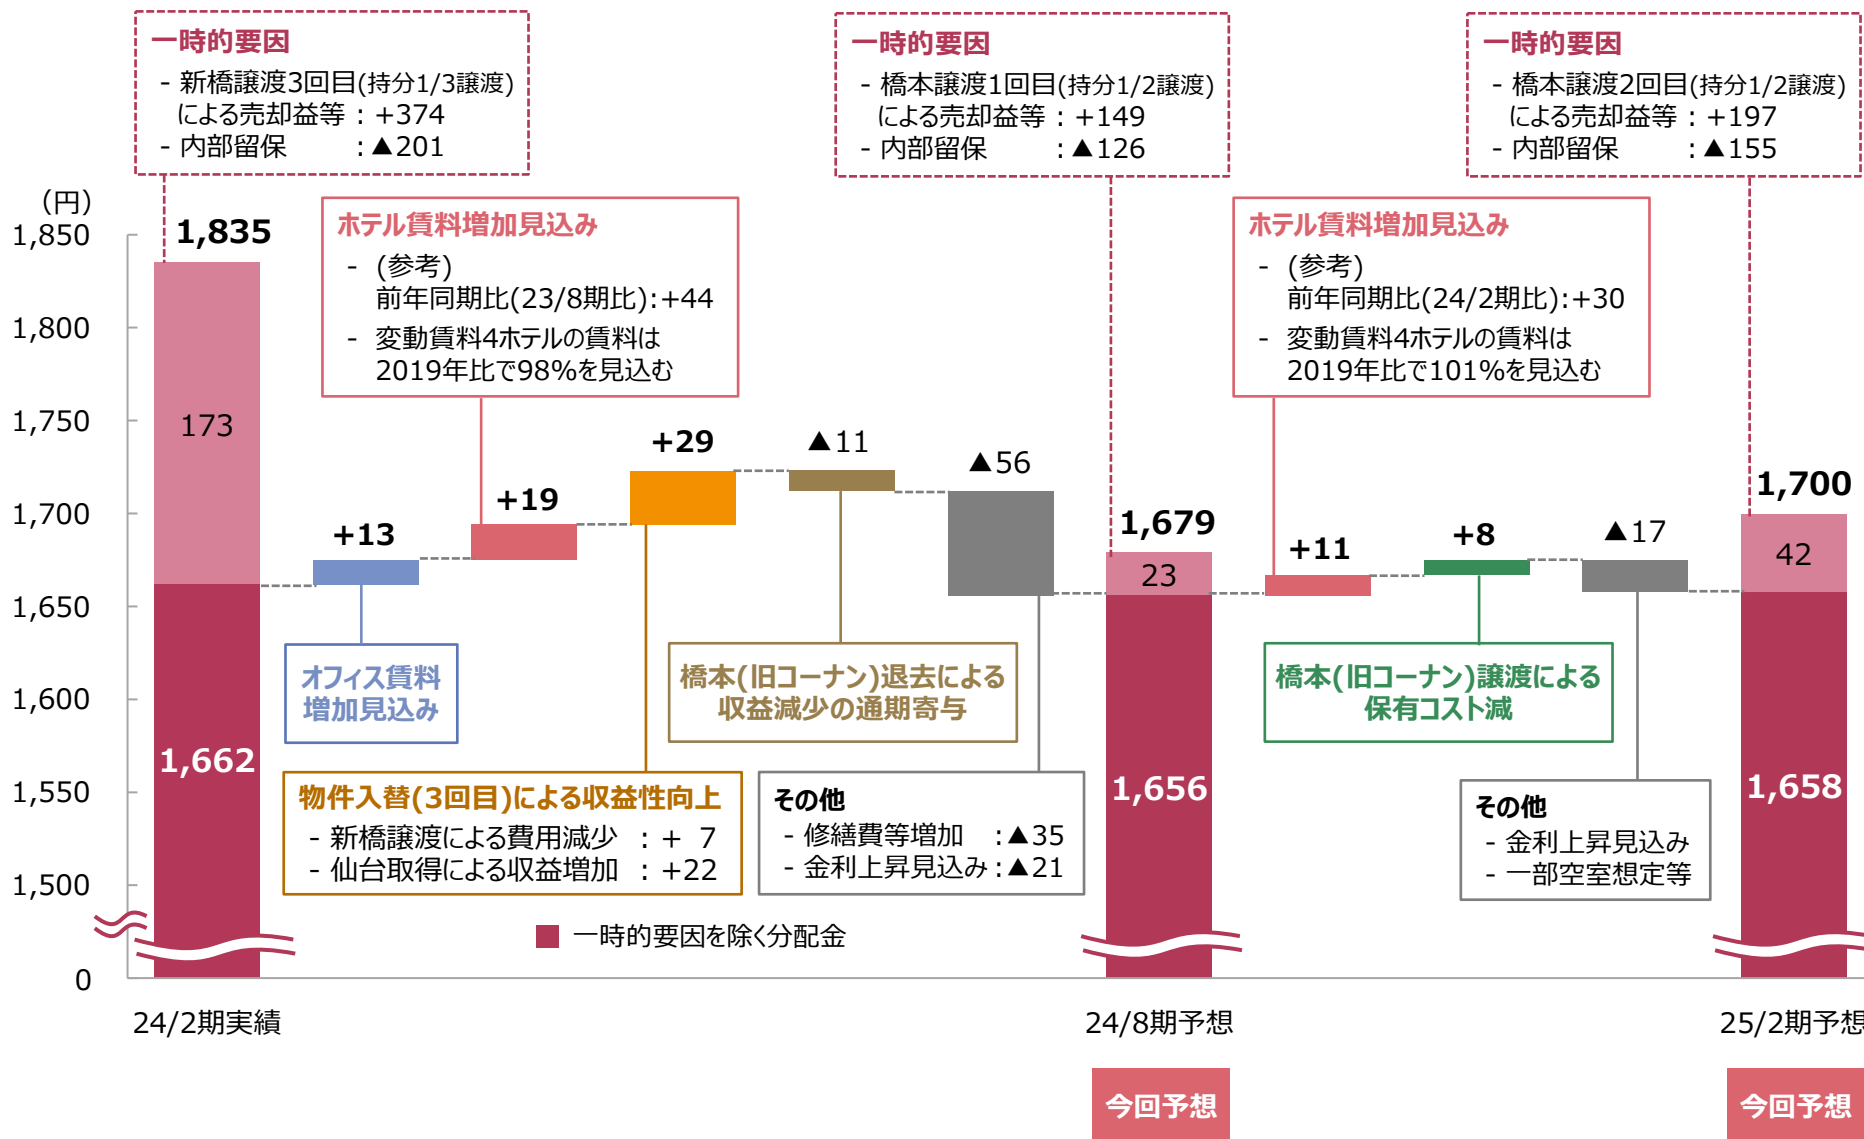 一時的要因
- 新橋譲渡3回目(持分1/3譲渡)
による売却益等：+374
- 内部留保　　：▲201
一時的要因
- 橋本譲渡1回目(持分1/2譲渡)
による売却益等：+149
- 内部留保　　：▲126
一時的要因
- 橋本譲渡2回目(持分1/2譲渡)
による売却益等：+197
- 内部留保　　：▲155
(円)
1,850
1,800
1,750
1,700
1,650
1,600
1,550
1,500
0
1,835
173
1,662
ホテル賃料増加見込み
- (参考)
前年同期比(23/8期比):+44
- 変動賃料4ホテルの賃料は
2019年比で98%を見込む
+13
+19
+29
▲11
▲56
オフィス賃料
増加見込み
橋本(旧コーナン)退去による
収益減少の通期寄与
物件入替(3回目)による収益性向上
- 新橋譲渡による費用減少　：+ 7
- 仙台取得による収益増加　：+22
その他
- 修繕費等増加　：▲35
- 金利上昇見込み：▲21
1,679
23
1,656
ホテル賃料増加見込み
- (参考)
前年同期比(24/2期比):+30
- 変動賃料4ホテルの賃料は
2019年比で101%を見込む
+11
+8
▲17
橋本(旧コーナン)譲渡による
保有コスト減
その他
- 金利上昇見込み
- 一部空室想定等
1,700
42
1,658
一時的要因を除く分配金
24/2期実績
24/8期予想
25/2期予想
今回予想
今回予想